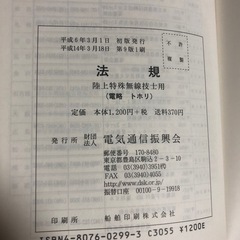 平成6年3月1日 初版発行
平成14年3月18日 第9版1刷
不許
複製
法規
陸上特殊無線技士用
(電略 トホリ)
定価 本体1,200円+税 送料370円
発行所 財団法人 電気通信振興会
郵便番号 170-8480
東京都豊島区駒込2-3-10
電話 (03)3940)3951代
FAX (03)3940)4055
http://www.dsk.or.jp/
振替口座 00100-9-19918
印刷所 船舶印刷株式会社
ISBN4-8076-0299-3 C3055 ¥1200E